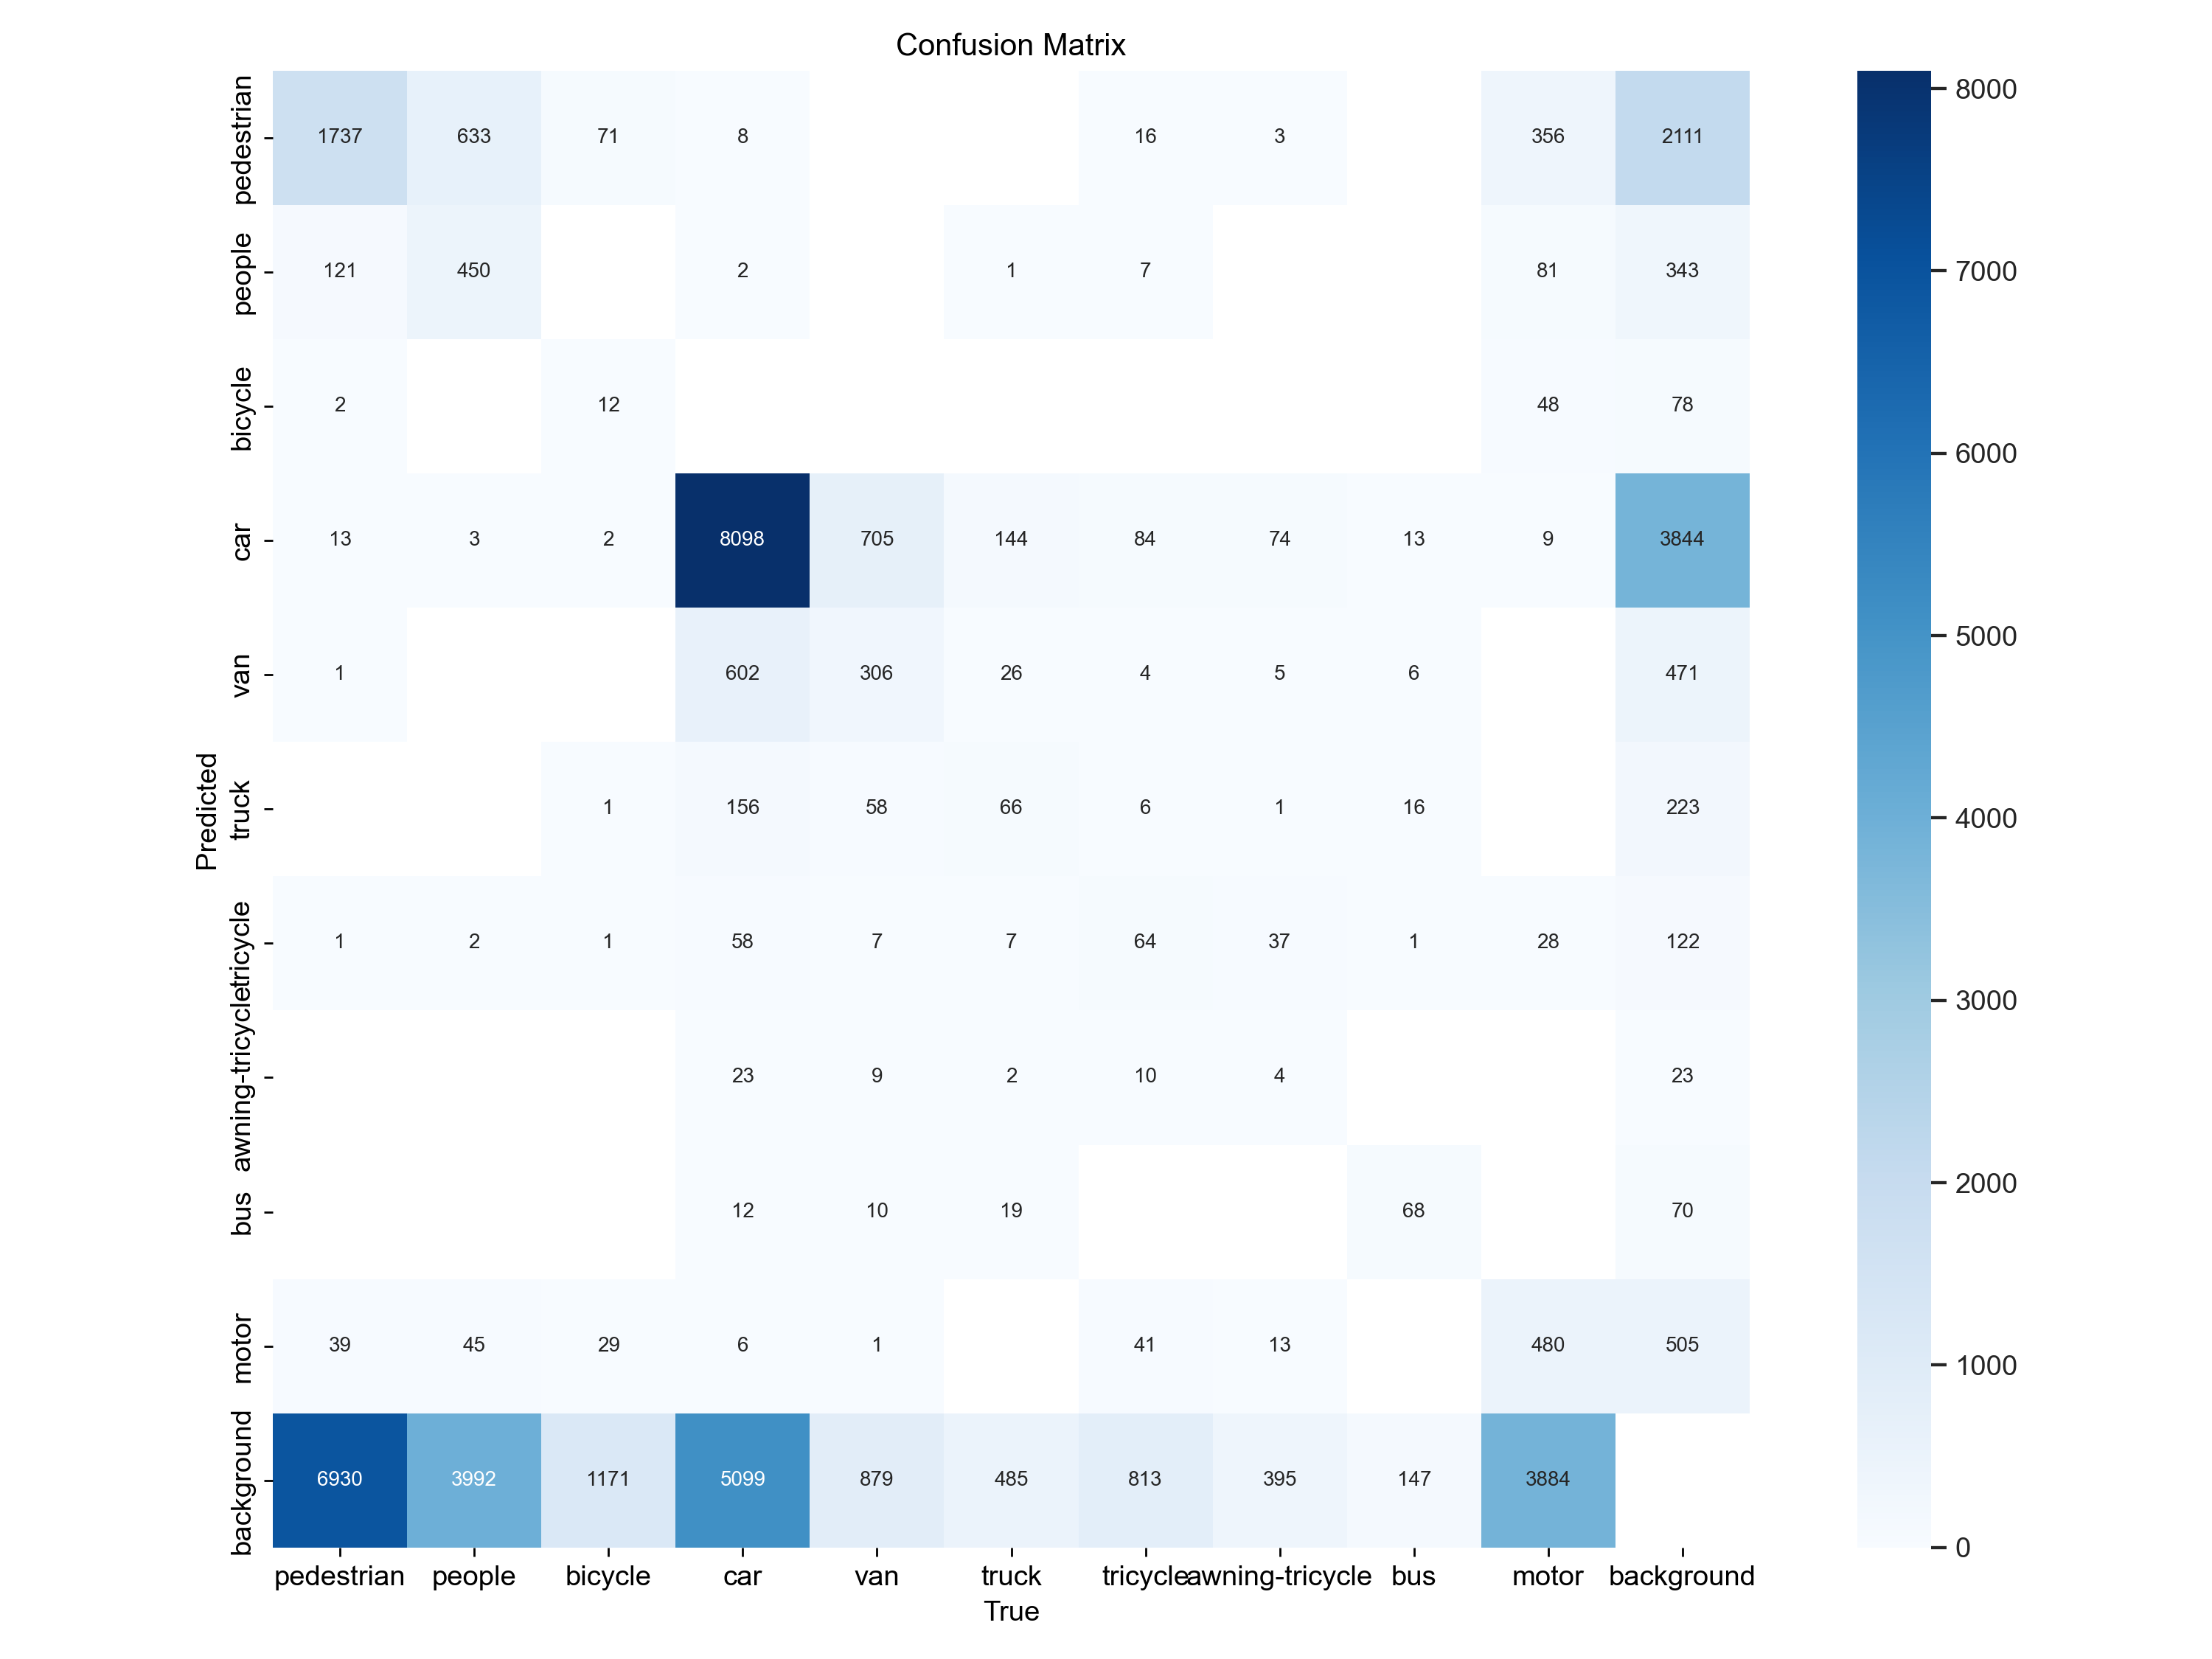 Confusion Matrix
Predicted
pedestrian 1737 633 71 8 16 3 356 2111
people 121 450 2 1 7 81 343
bicycle 2 12 48 78
car 13 3 2 8098 705 144 84 74 13 9 3844
van 1 602 306 26 4 5 6 471
truck 1 156 58 66 6 1 16 223
tricycle 1 2 1 58 7 7 64 37 1 28 122
awning-tricycle 23 9 2 10 4 23
bus 12 10 19 68 70
motor 39 45 29 6 1 41 13 480 505
background 6930 3992 1171 5099 879 485 813 395 147 3884
pedestrian people bicycle car van truck tricycle awning-tricycle bus motor background
True
8000
7000
6000
5000
4000
3000
2000
1000
0